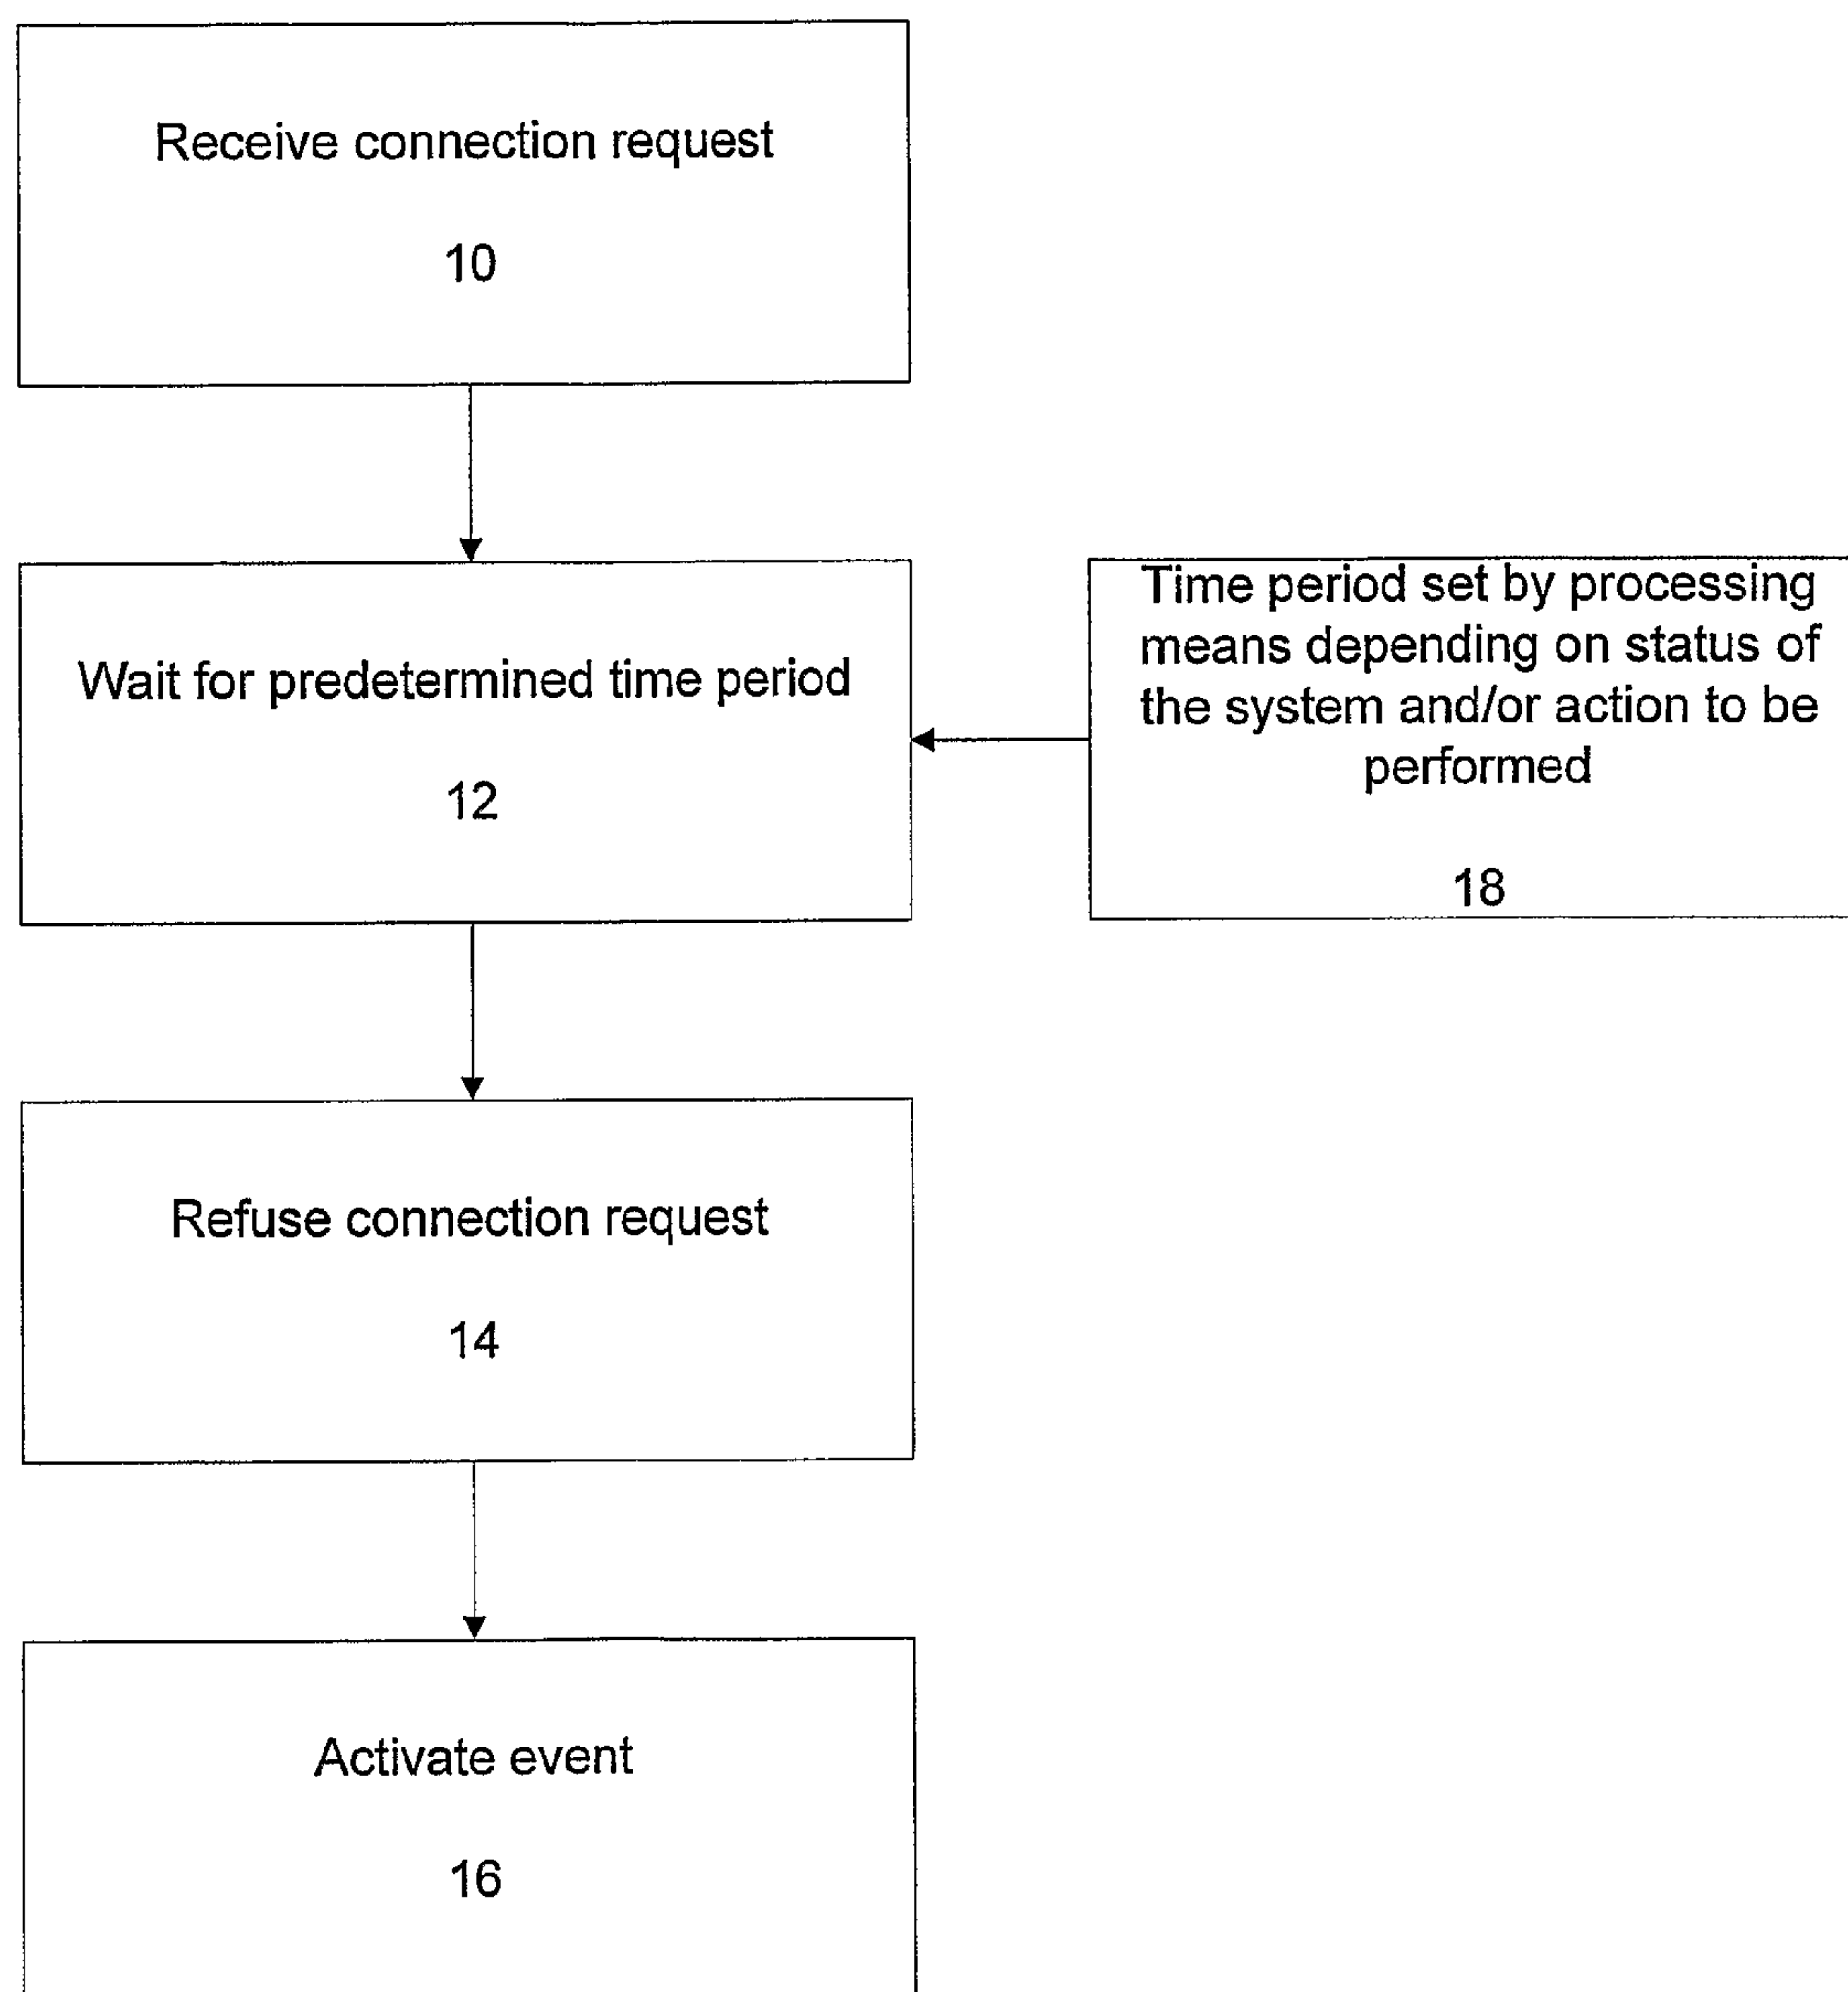 Receive connection request
10
Wait for predetermined time period
12
Time period set by processing
means depending on status of
the system and/or action to be
performed
18
Refuse connection request
14
Activate event
16